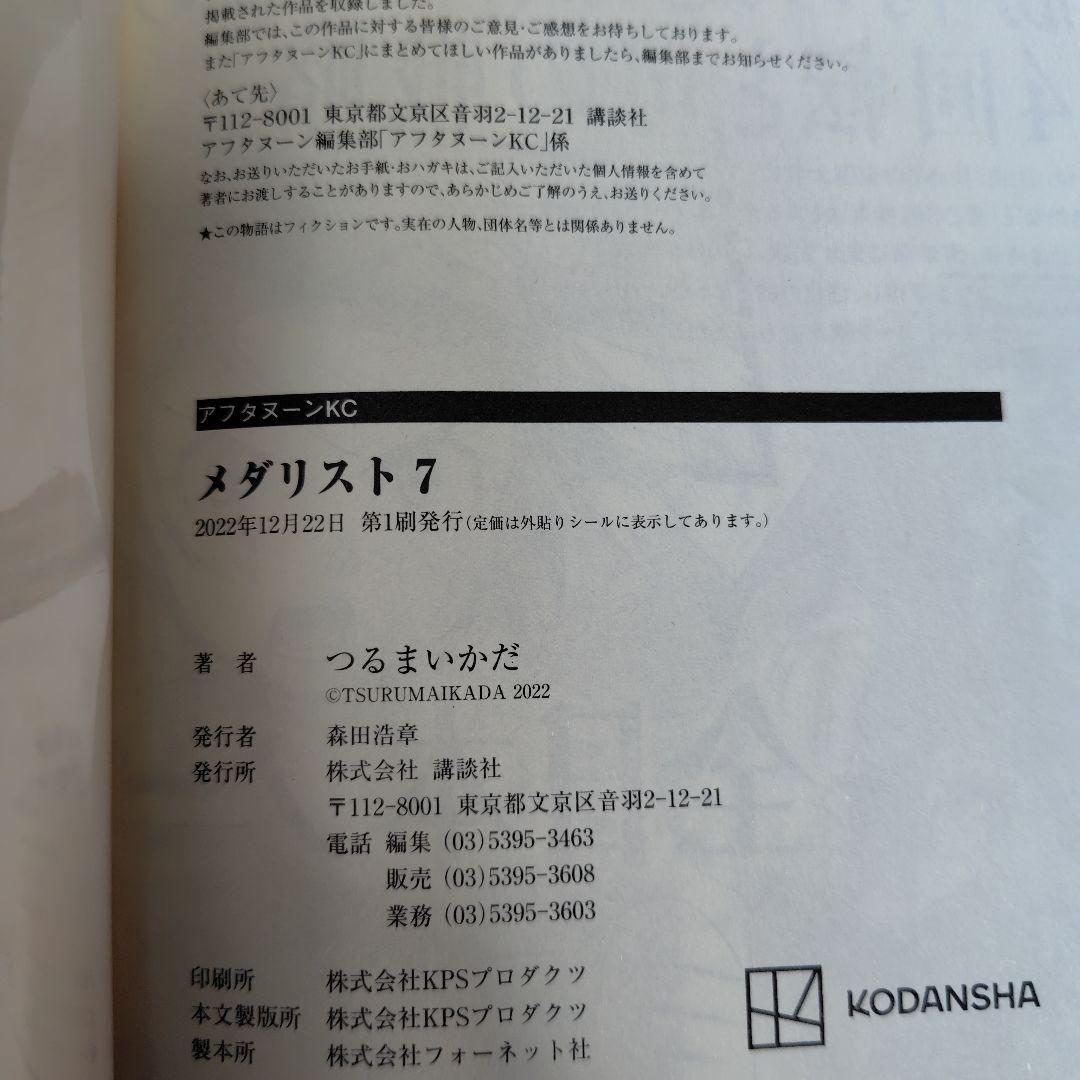 掲載された作品を収録しました。
編集部では、この作品に対する皆様のご意見・ご感想をお待ちしております。
また「アフタヌーンKC」にまとめてほしい作品がありましたら、編集部までお知らせください。
〈あて先〉
〒112-8001 東京都文京区音羽2-12-21 講談社
アフタヌーン編集部「アフタヌーンKC」係
なお、お送りいただいたお手紙・おハガキは、ご記入いただいた個人情報を含めて
著者にお渡しすることがありますので、あらかじめご了解のうえ、お送りください。
★この物語はフィクションです。実在の人物、団体名等とは関係ありません。
アフタヌーンKC
メダリスト 7
2022年12月22日 第1刷発行(定価は外貼りシールに表示してあります。)
著 者 つるまいかだ
©TSURUMAIKADA 2022
発行者 森田浩章
発行所 株式会社 講談社
〒112-8001 東京都文京区音羽2-12-21
電話 編集 (03)5395-3463
販売 (03)5395-3608
業務 (03)5395-3603
印刷所 株式会社KPSプロダクツ
本文製版所 株式会社KPSプロダクツ
製本所 株式会社フォーネット社
KODANSHA